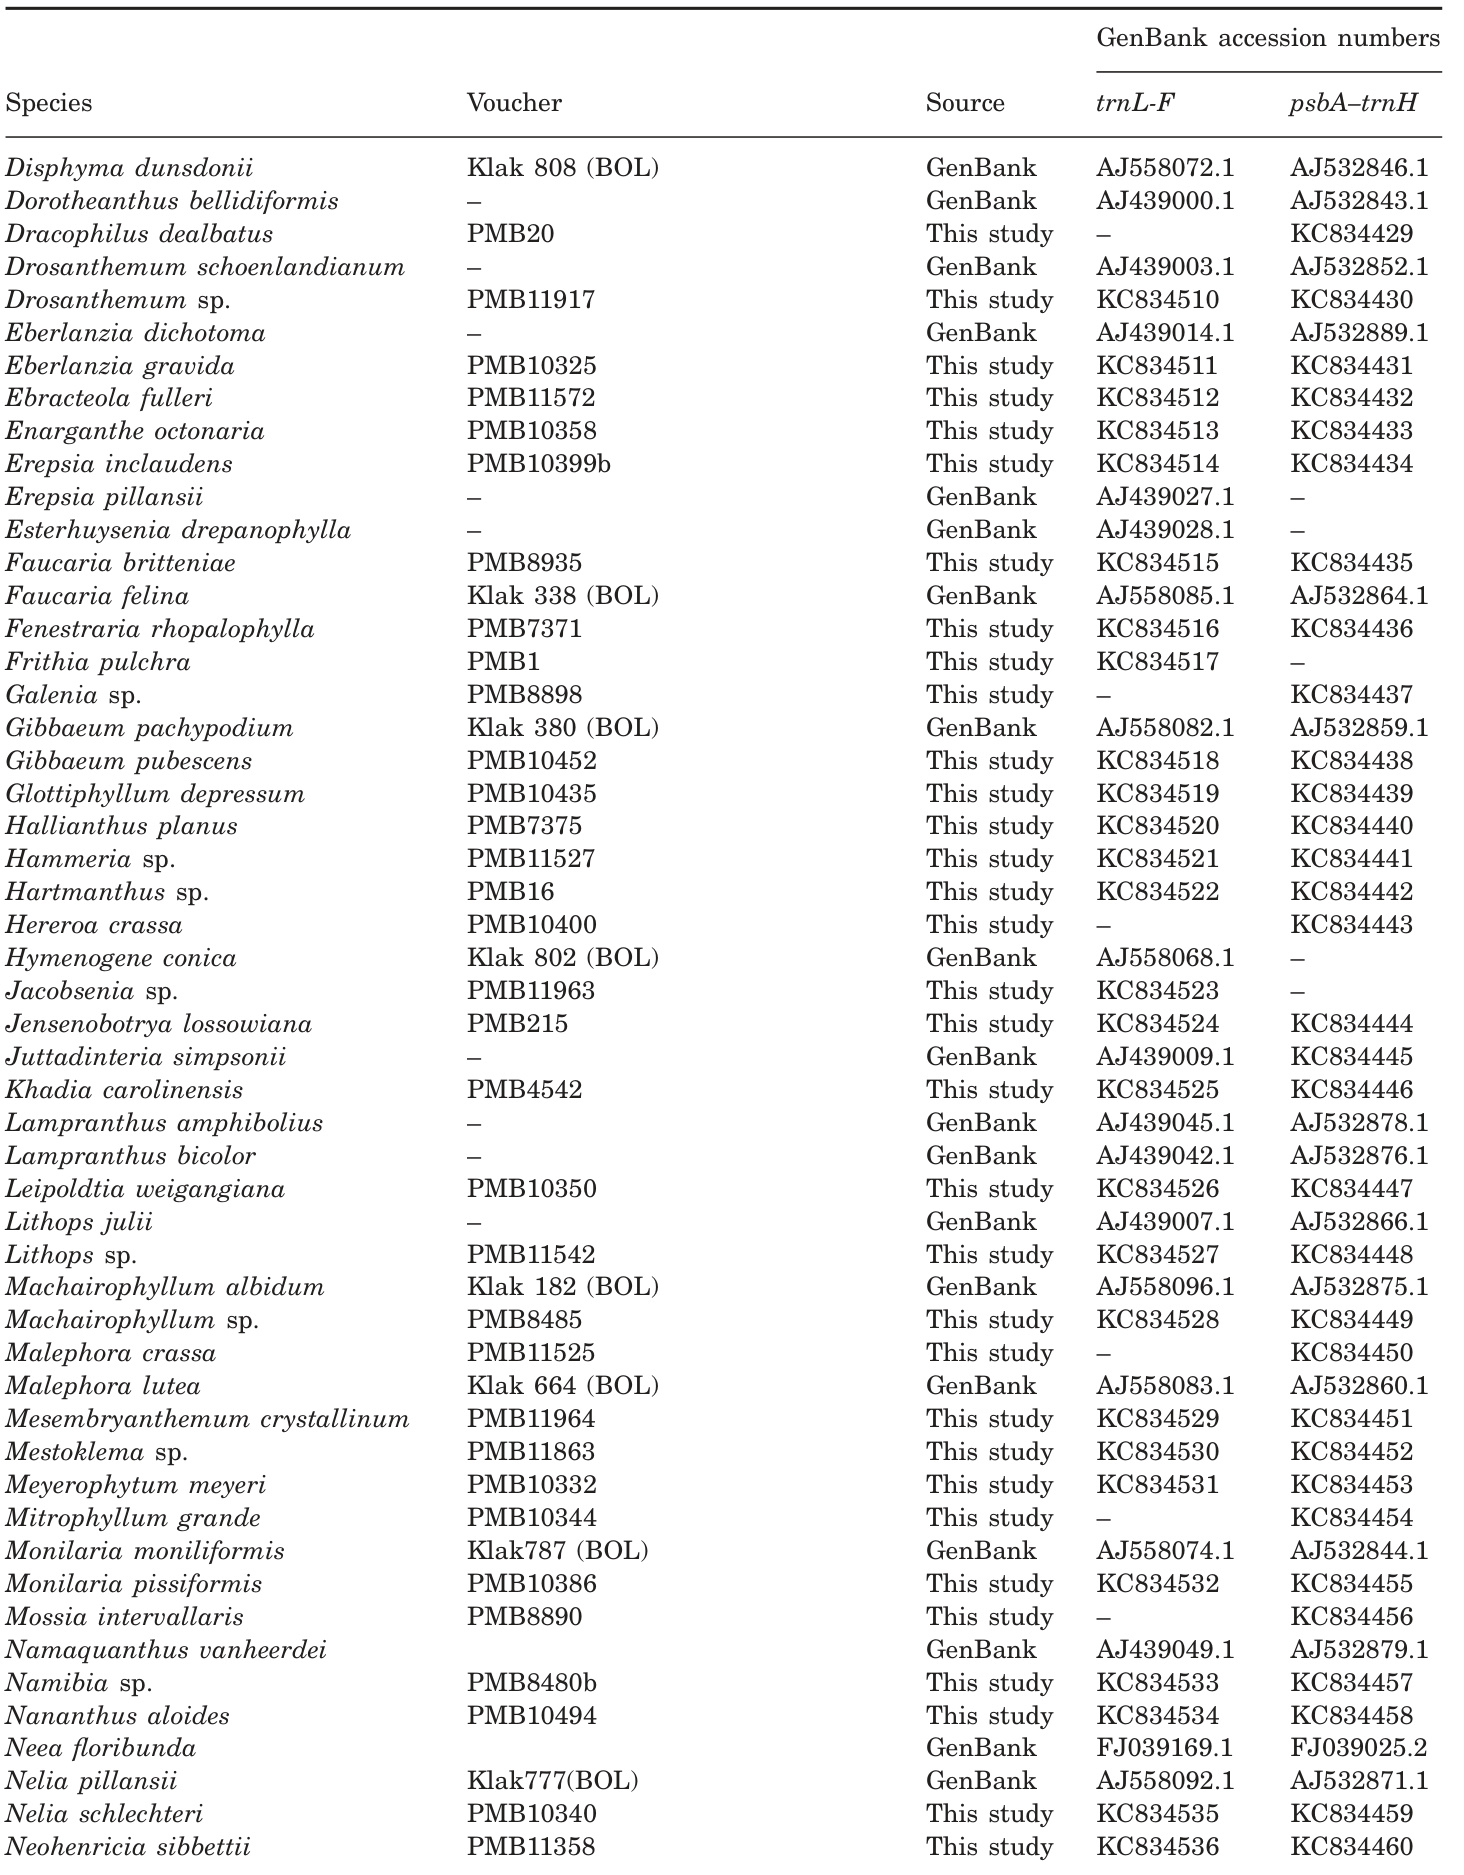 GenBank accession numbers
Species Voucher Source trnL-F psbA–trnH
Disphyma dunsdonii Klak 808 (BOL) GenBank AJ558072.1 AJ532846.1
Dorotheanthus bellidiformis – GenBank AJ439000.1 AJ532843.1
Dracophilus dealbatus PMB20 This study – KC834429
Drosanthemum schoenlandianum – GenBank AJ439003.1 AJ532852.1
Drosanthemum sp. PMB11917 This study KC834510 KC834430
Eberlanzia dichotoma – GenBank AJ439014.1 AJ532889.1
Eberlanzia gravida PMB10325 This study KC834511 KC834431
Ebracteola fulleri PMB11572 This study KC834512 KC834432
Enarganthe octonaria PMB10358 This study KC834513 KC834433
Erepsia inclaudens PMB10399b This study KC834514 KC834434
Erepsia pillansii – GenBank AJ439027.1 –
Esterhuysenia drepanophylla – GenBank AJ439028.1 –
Faucaria britteniae PMB8935 This study KC834515 KC834435
Faucaria felina Klak 338 (BOL) GenBank AJ558085.1 AJ532864.1
Fenestraria rhopalophylla PMB7371 This study KC834516 KC834436
Frithia pulchra PMB1 This study KC834517 –
Galenia sp. PMB8898 This study – KC834437
Gibbaeum pachypodium Klak 380 (BOL) GenBank AJ558082.1 AJ532859.1
Gibbaeum pubescens PMB10452 This study KC834518 KC834438
Glottiphyllum depressum PMB10435 This study KC834519 KC834439
Hallianthus planus PMB7375 This study KC834520 KC834440
Hammeria sp. PMB11527 This study KC834521 KC834441
Hartmanthus sp. PMB16 This study KC834522 KC834442
Hereroa crassa PMB10400 This study – KC834443
Hymenogene conica Klak 802 (BOL) GenBank AJ558068.1 –
Jacobsenia sp. PMB11963 This study KC834523 –
Jensenobotrya lossowiana PMB215 This study KC834524 KC834444
Juttadinteria simpsonii – GenBank AJ439009.1 KC834445
Khadia carolinensis PMB4542 This study KC834525 KC834446
Lampranthus amphibolius – GenBank AJ439045.1 AJ532878.1
Lampranthus bicolor – GenBank AJ439042.1 AJ532876.1
Leipoldtia weigangiana PMB10350 This study KC834526 KC834447
Lithops julii – GenBank AJ439007.1 AJ532866.1
Lithops sp. PMB11542 This study KC834527 KC834448
Machairophyllum albidum Klak 182 (BOL) GenBank AJ558096.1 AJ532875.1
Machairophyllum sp. PMB8485 This study KC834528 KC834449
Malephora crassa PMB11525 This study – KC834450
Malephora lutea Klak 664 (BOL) GenBank AJ558083.1 AJ532860.1
Mesembryanthemum crystallinum PMB11964 This study KC834529 KC834451
Mestoklema sp. PMB11863 This study KC834530 KC834452
Meyerophytum meyeri PMB10332 This study KC834531 KC834453
Mitrophyllum grande PMB10344 This study – KC834454
Monilaria moniliformis Klak787 (BOL) GenBank AJ558074.1 AJ532844.1
Monilaria pissiformis PMB10386 This study KC834532 KC834455
Mossia intervallaris PMB8890 This study – KC834456
Namaquanthus vanheerdei GenBank AJ439049.1 AJ532879.1
Namibia sp. PMB8480b This study KC834533 KC834457
Nananthus aloides PMB10494 This study KC834534 KC834458
Neea floribunda GenBank FJ039169.1 FJ039025.2
Nelia pillansii Klak777(BOL) GenBank AJ558092.1 AJ532871.1
Nelia schlechteri PMB10340 This study KC834535 KC834459
Neohenricia sibbettii PMB11358 This study KC834536 KC834460